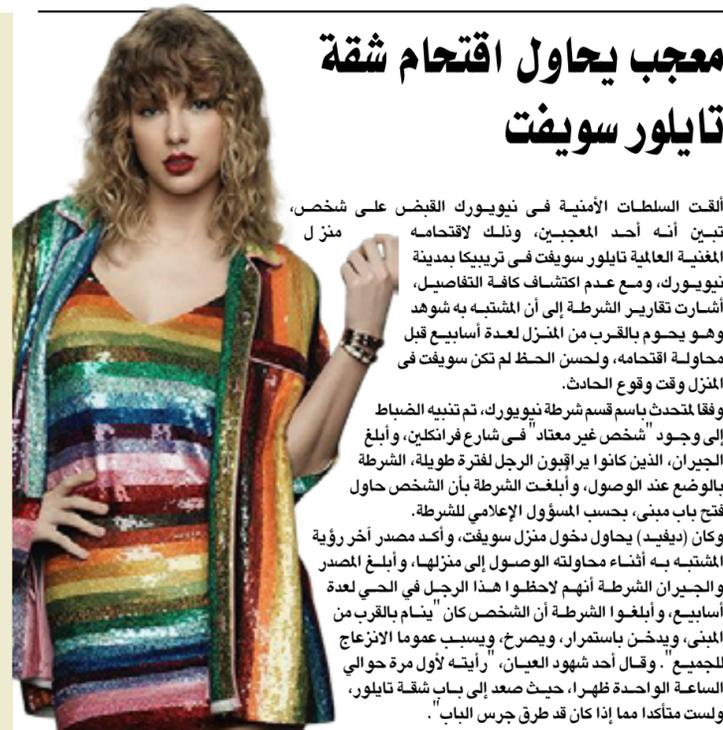 معجب يحاول اقتحام شقة
تايلور سويفت
ألقت السلطات الأمنية فى نيويورك القبض على شخص،
تبين أنه أحد المعجبين، وذلك لاقتحامه منزل
المغنية العالمية تايلور سويفت فى تريبيكا بمدينة
نيويورك، ومع عدم اكتشاف كافة التفاصيل،
أشارت تقارير الشرطة إلى أن المشتبه به شوهد
وهو يحوم بالقرب من المنزل لعدة أسابيع قبل
محاولة اقتحامه، ولحسن الحظ لم تكن سويفت فى
المنزل وقت وقوع الحادث.
وفقا لمتحدث باسم قسم شرطة نيويورك، تم تنبيه الضباط
إلى وجود "شخص غير معتاد" فى شارع فرانكلين، وأبلغ
الجيران، الذين كانوا يراقبون الرجل لفترة طويلة، الشرطة
بالوضع عند الوصول، وأبلغت الشرطة بأن الشخص حاول
فتح باب مبنى، بحسب المسؤول الإعلامي للشرطة.
وكان (ديفيد) يحاول دخول منزل سويفت، وأكد مصدر آخر رؤية
المشتبه به أثناء محاولته الوصول إلى منزلها، وأبلغ المصدر
والجيران الشرطة أنهم لاحظوا هذا الرجل في الحي لعدة
أسابيع، وأبلغوا الشرطة أن الشخص كان "ينام بالقرب من
المبنى، ويدخن باستمرار، ويصرخ، ويسبب عموما الانزعاج
للجميع". وقال أحد شهود العيان، "رأيته لأول مرة حوالي
الساعة الواحدة ظهرا، حيث صعد إلى باب شقة تايلور،
ولست متأكدا مما إذا كان قد طرق جرس الباب".